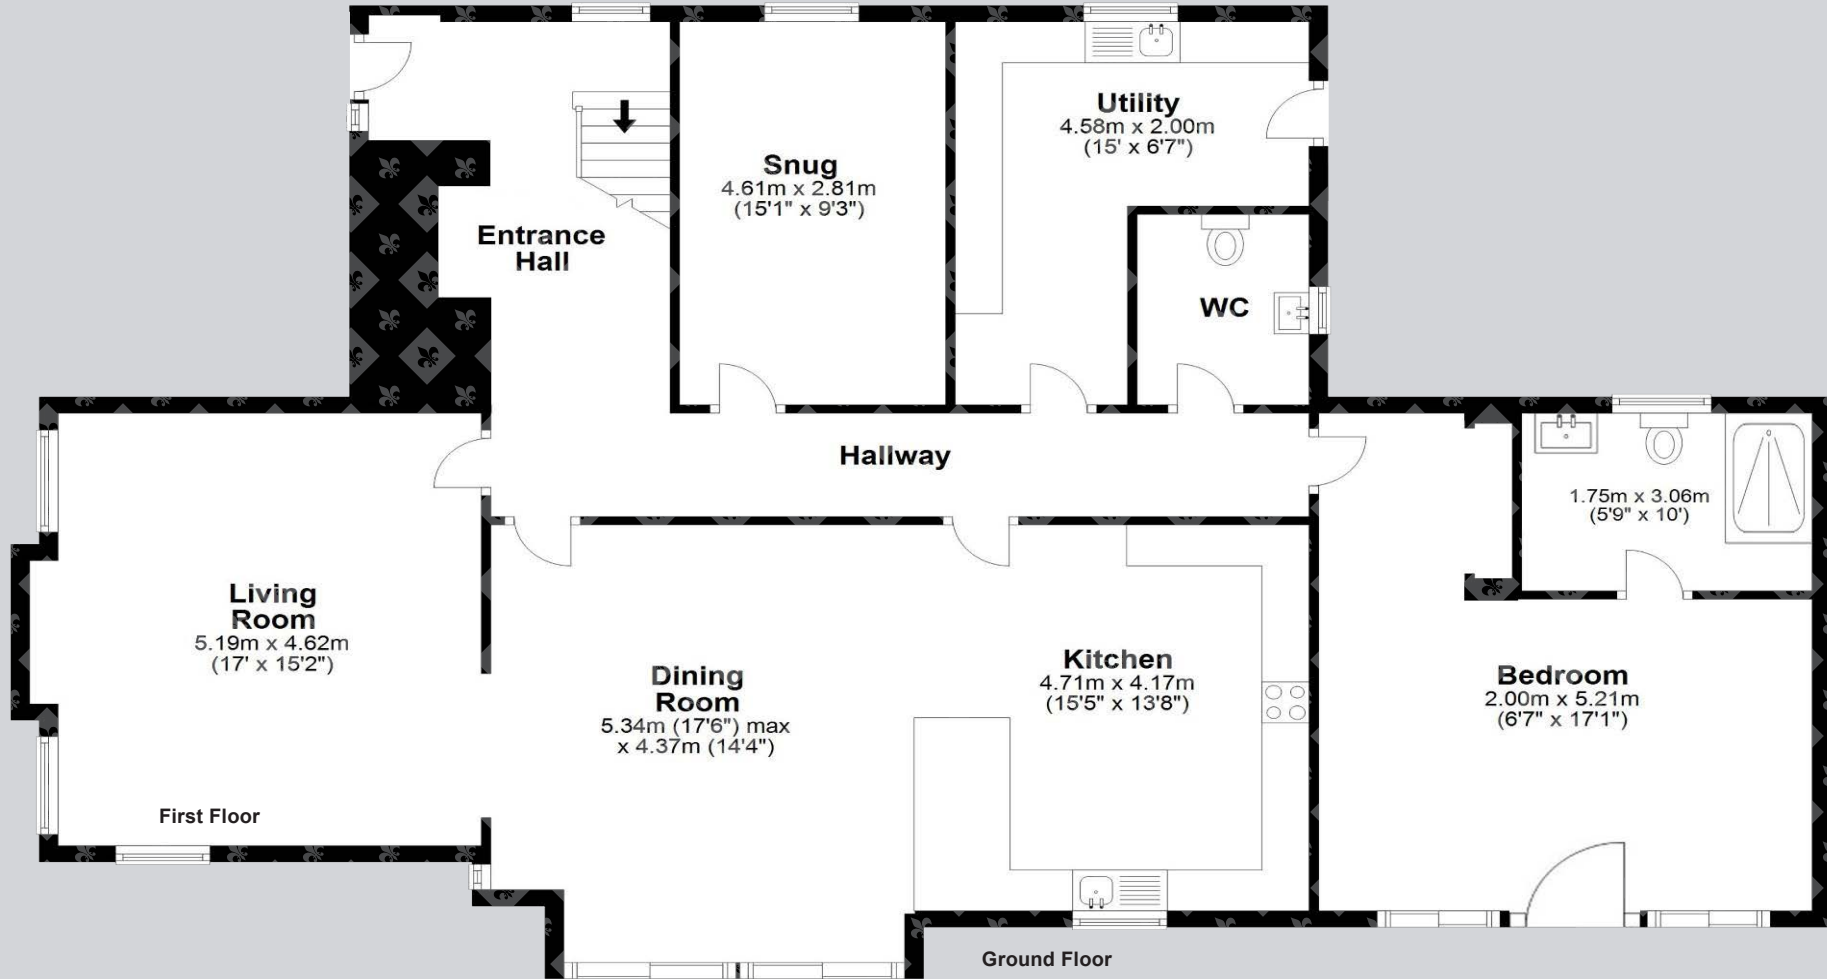 Utility
4.58m x 2.00m
(15' x 6'7")
Snug
4.61m x 2.81m
(15'1" x 9'3")
Entrance
Hall
WC
Hallway
1.75m x 3.06m
(5'9" x 10')
Living
Room
5.19m x 4.62m
(17' x 15'2")
Dining
Room
5.34m (17'6") max
x 4.37m (14'4")
Kitchen
4.71m x 4.17m
(15'5" x 13'8")
Bedroom
2.00m x 5.21m
(6'7" x 17'1")
First Floor
Ground Floor